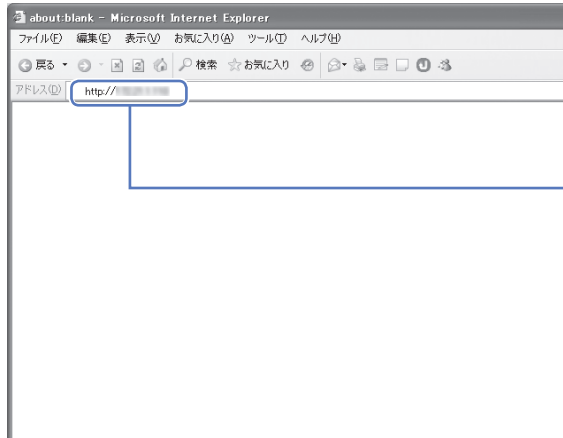 about:blank - Microsoft Internet Explorer
ファイル(F) 編集(E) 表示(V) お気に入り(A) ツール(T) ヘルプ(H)
戻る 検索 お気に入り
アドレス(D) http://